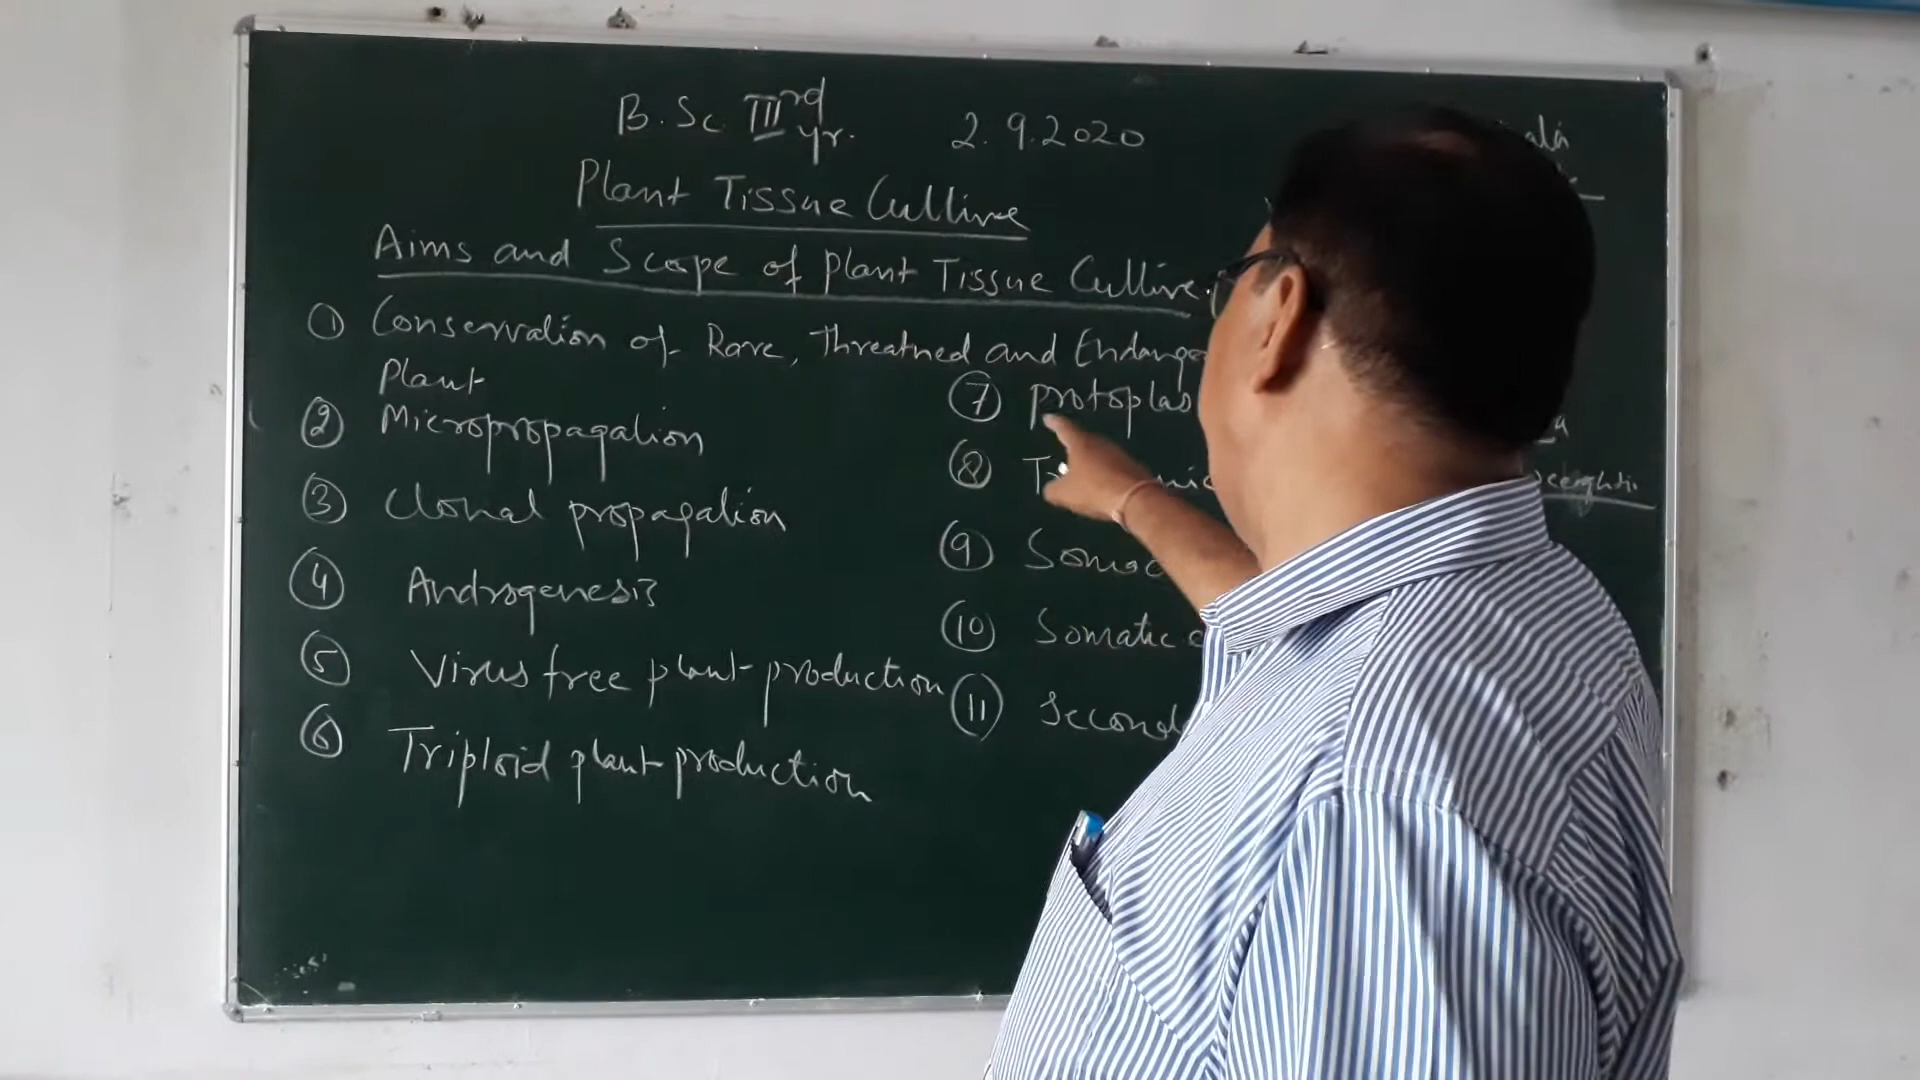 B.Sc IIIrd yr. 2.9.2020
Plant Tissue Culture
Aims and Scope of Plant Tissue Culture.
① Conservation of Rare, Threatned and Endange
Plant
② Micropropagation
③ Clonal propagation
④ Androgenesis
⑤ Virus free plant production
⑥ Triploid plant production
⑦ Protoplas
⑧
⑨ Somac
⑩ Somatic
⑪ Second